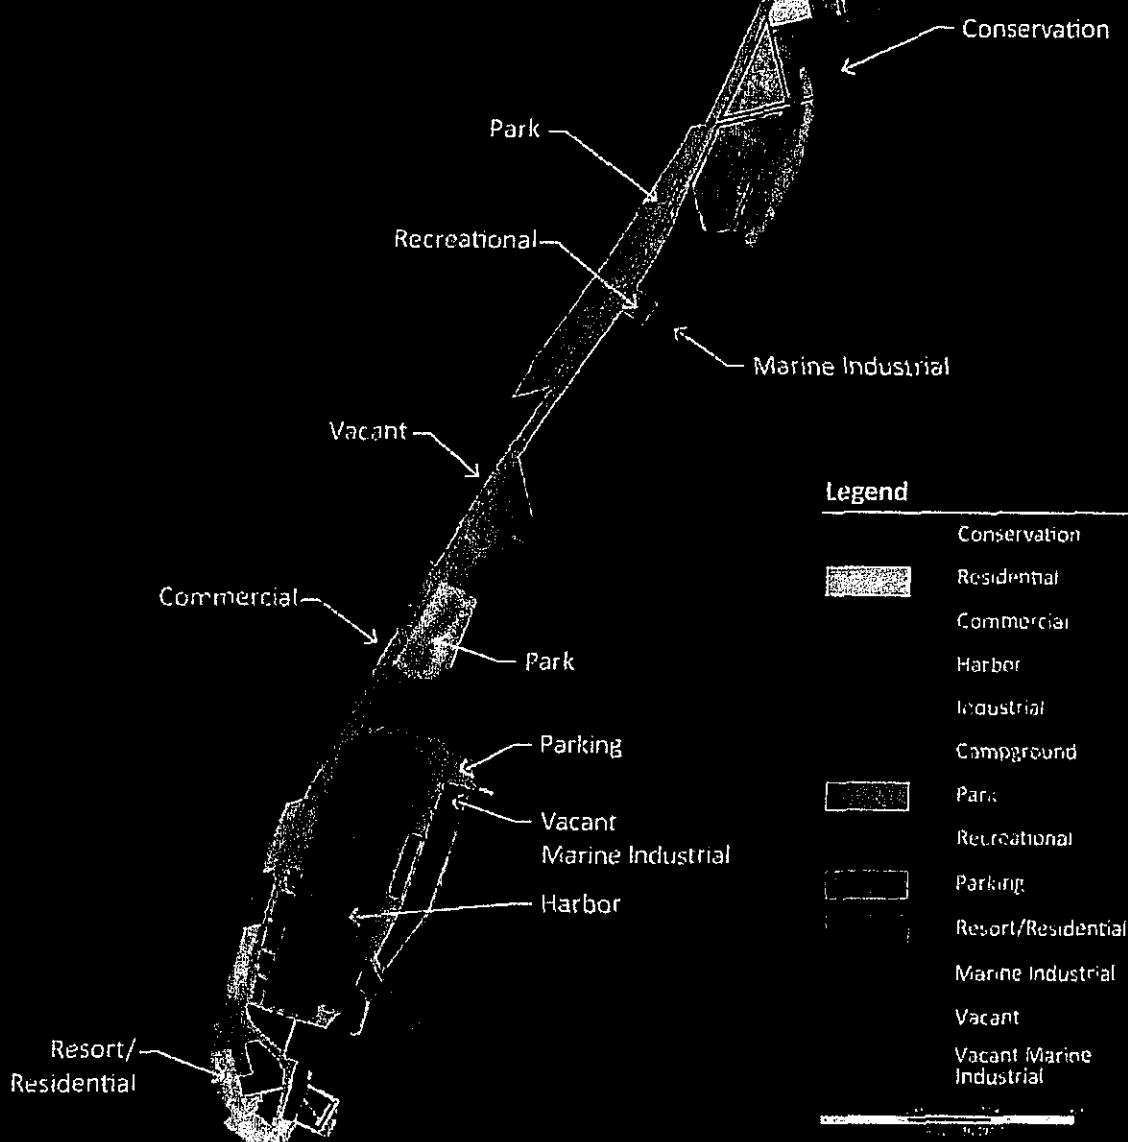 Conservation
Park
Recreational
Marine Industrial
Vacant
Commercial
Park
Parking
Vacant
Marine Industrial
Harbor
Resort/
Residential
Legend
Conservation
Residential
Commercial
Harbor
Industrial
Campground
Park
Recreational
Parking
Resort/Residential
Marine Industrial
Vacant
Vacant Marine
Industrial